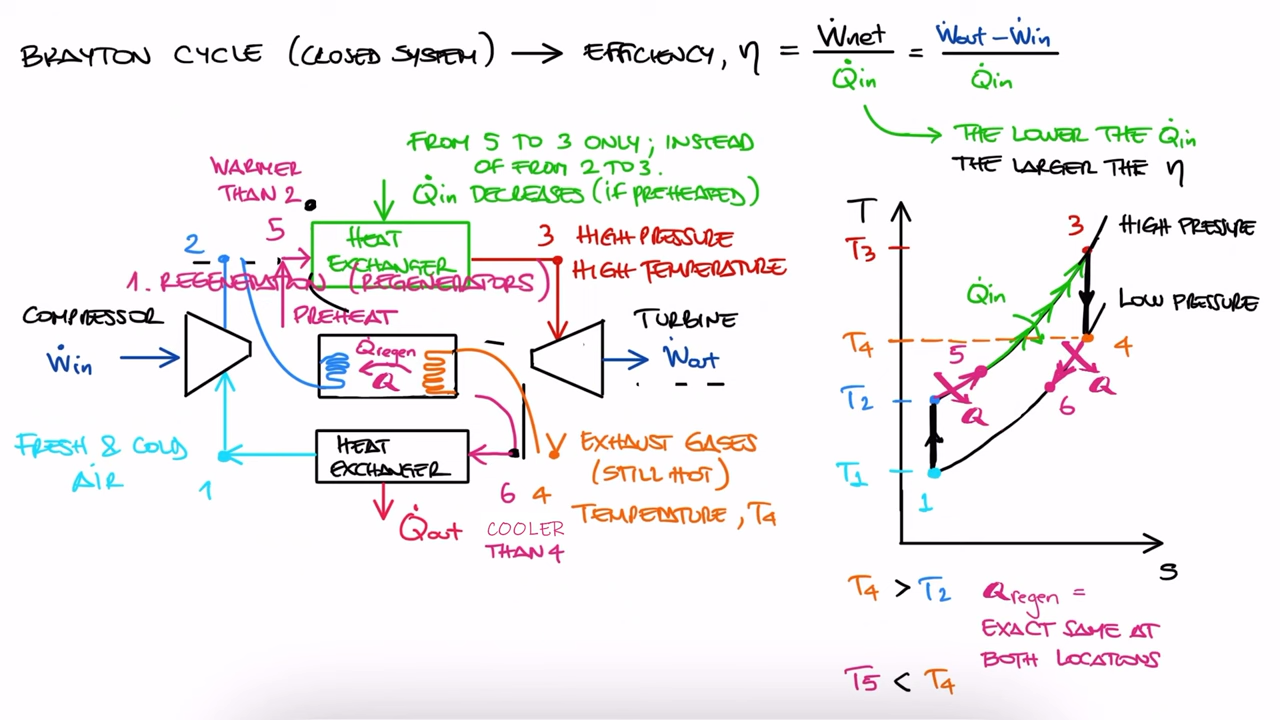 BRAYTON CYCLE (CLOSED SYSTEM) → EFFICIENCY, η = Ẇnet / Q̇in = Ẇout − Ẇin / Q̇in
THE LOWER THE Q̇in
THE LARGER THE η
FROM 5 TO 3 ONLY; INSTEAD
OF FROM 2 TO 3.
Q̇in DECREASES (IF PREHEATED)
WARMER
THAN 2
2
5
HEAT
EXCHANGER
3
HIGH PRESSURE
HIGH TEMPERATURE
1. REGENERATION (REGENERATORS)
PREHEAT
COMPRESSOR
Ẇin
Q̇regen
Q
TURBINE
Ẇout
FRESH & COLD
AIR
1
HEAT
EXCHANGER
Q̇out
6
4
COOLER
THAN 4
EXHAUST GASES
(STILL HOT)
TEMPERATURE, T4
T
T3
3
HIGH PRESSURE
Q̇in
LOW PRESSURE
T4
4
5
Q
T2
Q
6
T1
1
S
T4 > T2
Qregen =
EXACT SAME AT
BOTH LOCATIONS
T5 < T4